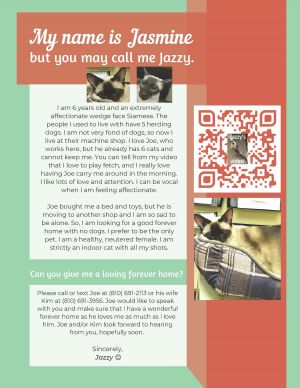 My name is Jasmine
but you may call me Jazzy.
I am 6 years old and an extremely
affectionate wedge face Siamese. The
people I used to live with have 5 herding
dogs. I am not very fond of dogs, so now I
live at their machine shop. I love Joe, who
works here, but he already has 6 cats and
cannot keep me. You can tell from my video
that I love to play fetch, and I really love
having Joe carry me around in the morning.
I like lots of love and attention. I can be vocal
when I am feeling affectionate.
Joe bought me a bed and toys, but he is
moving to another shop and I am so sad to
be alone. So, I am looking for a good forever
home with no dogs. I prefer to be the only
pet. I am a healthy, neutered female. I am
strictly an indoor cat with all my shots.
Jazzy's
video
Can you give me a loving forever home?
Please call or text Joe at (810) 691-2113 or his wife
Kim at (810) 691-3956. Joe would like to speak
with you and make sure that I have a wonderful
forever home as he loves me as much as I love
him. Joe and/or Kim look forward to hearing
from you, hopefully soon.
Sincerely,
Jazzy 😊